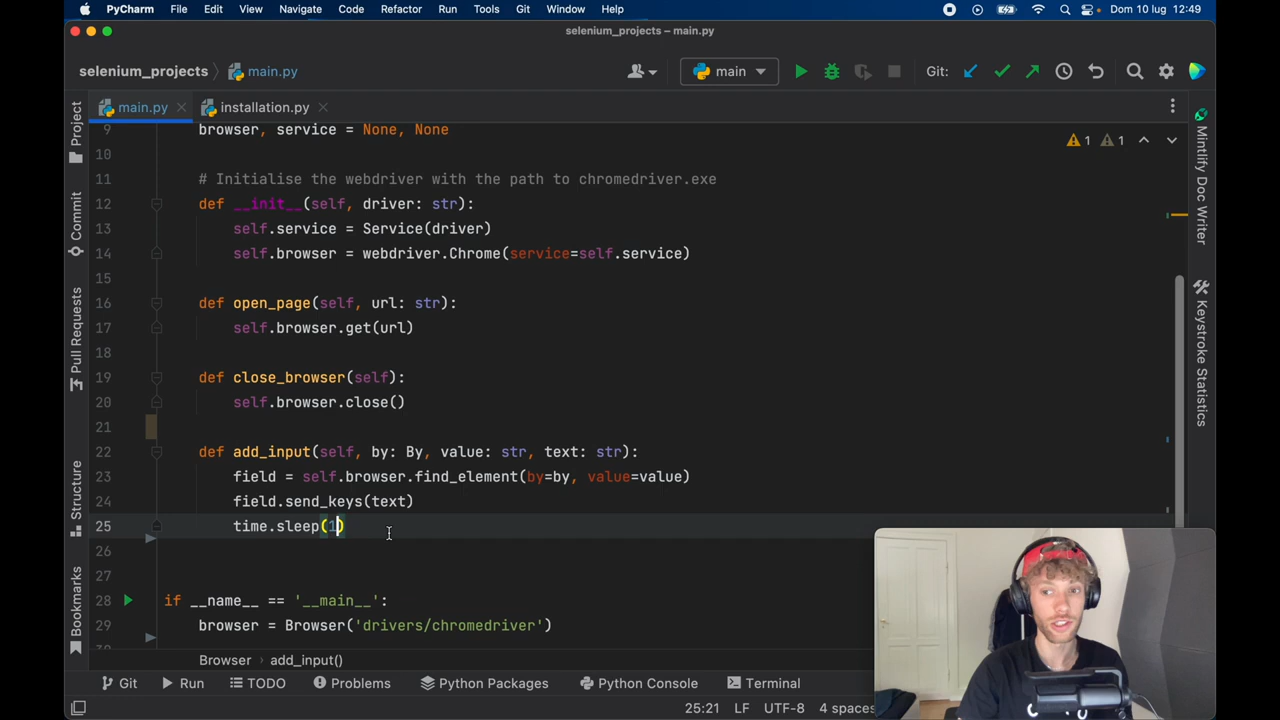 PyCharm File Edit View Navigate Code Refactor Run Tools Git Window Help Dom 10 lug 12:49
selenium_projects – main.py
selenium_projects main.py main Git:
main.py installation.py
9 browser, service = None, None
1 1
10
11 # Initialise the webdriver with the path to chromedriver.exe
12 def __init__(self, driver: str):
13 self.service = Service(driver)
14 self.browser = webdriver.Chrome(service=self.service)
15
16 def open_page(self, url: str):
17 self.browser.get(url)
18
19 def close_browser(self):
20 self.browser.close()
21
22 def add_input(self, by: By, value: str, text: str):
23 field = self.browser.find_element(by=by, value=value)
24 field.send_keys(text)
25 time.sleep(1)
26
27
28 if __name__ == '__main__':
29 browser = Browser('drivers/chromedriver')
Browser add_input()
Git Run TODO Problems Python Packages Python Console Terminal
25:21 LF UTF-8 4 spaces
Project
Commit
Pull Requests
Structure
Bookmarks
Mintlify Doc Writer
Keystroke Statistics